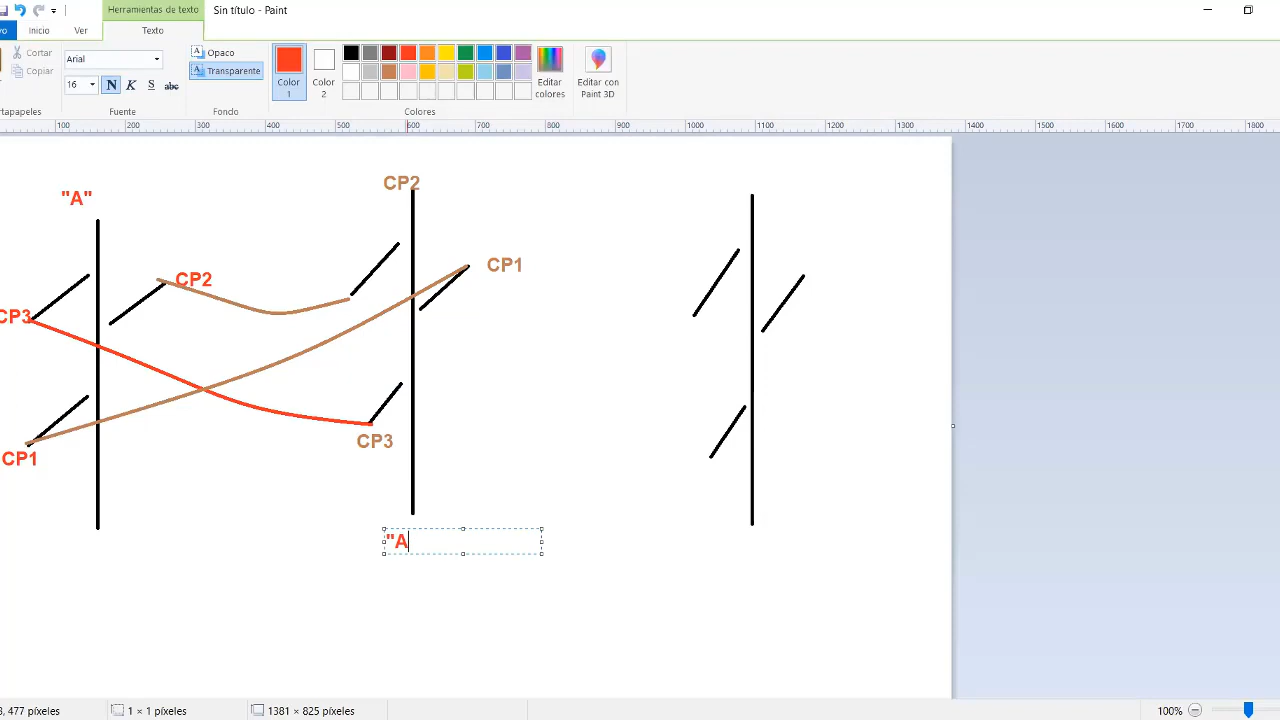 Herramientas de texto
Sin título - Paint
vo
Inicio
Ver
Texto
Cortar
Copiar
rtapapeles
Arial
16
N
K
S
abc
Fuente
Opaco
Transparente
Fondo
Color
1
Color
2
Colores
Editar
colores
Editar con
Paint 3D
100
200
300
400
500
600
700
800
900
1000
1100
1200
1300
1400
1500
1600
1700
1800
"A"
CP2
CP1
CP2
CP3
CP3
CP1
"A
3, 477 píxeles
1 × 1 píxeles
1381 × 825 píxeles
100%